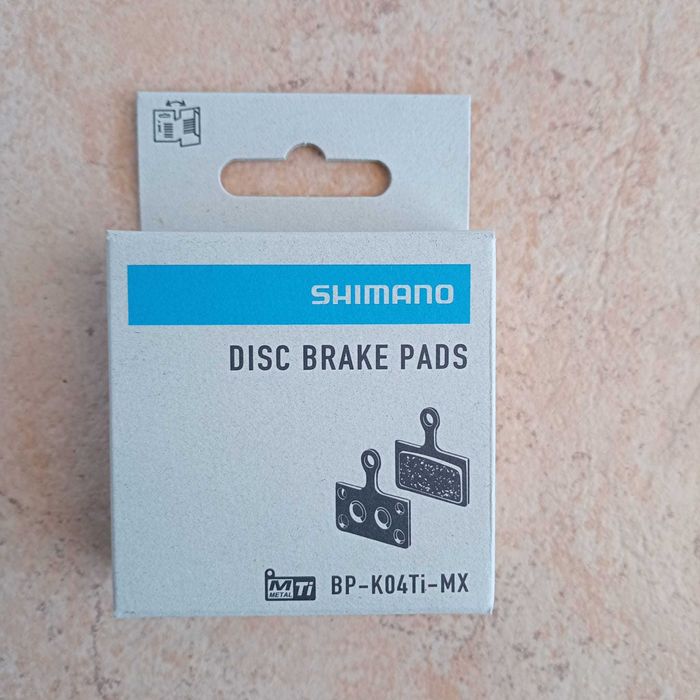 SHIMANO
DISC BRAKE PADS
M Ti
METAL
BP-K04Ti-MX